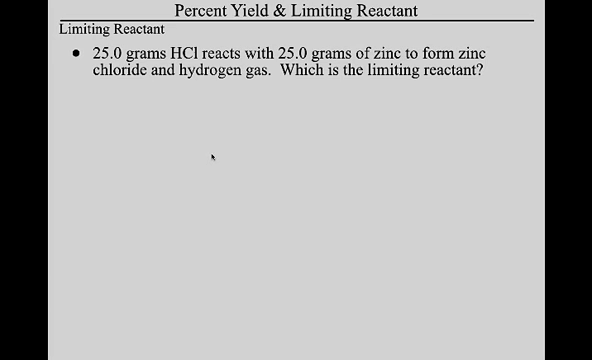 Percent Yield & Limiting Reactant
Limiting Reactant
• 25.0 grams HCl reacts with 25.0 grams of zinc to form zinc
chloride and hydrogen gas.  Which is the limiting reactant?